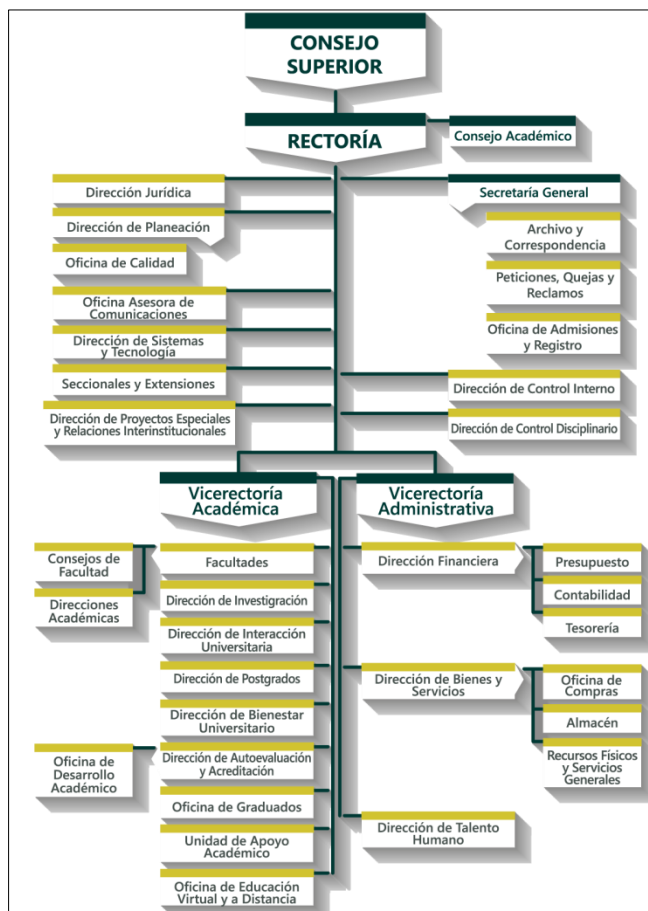 CONSEJO
SUPERIOR
RECTORÍA
Consejo Académico
Dirección Jurídica
Dirección de Planeación
Oficina de Calidad
Oficina Asesora de
Comunicaciones
Dirección de Sistemas
y Tecnología
Seccionales y Extensiones
Dirección de Proyectos Especiales
y Relaciones Interinstitucionales
Secretaría General
Archivo y
Correspondencia
Peticiones, Quejas y
Reclamos
Oficina de Admisiones
y Registro
Dirección de Control Interno
Dirección de Control Disciplinario
Vicerectoría
Académica
Consejos de
Facultad
Direcciones
Académicas
Facultades
Dirección de Investigración
Dirección de Interacción
Universitaria
Dirección de Postgrados
Dirección de Bienestar
Universitario
Oficina de
Desarrollo
Académico
Dirección de Autoevaluación
y Acreditación
Oficina de Graduados
Unidad de Apoyo
Académico
Oficina de Educación
Virtual y a Distancia
Vicerectoría
Administrativa
Dirección Financiera
Presupuesto
Contabilidad
Tesorería
Dirección de Bienes y
Servicios
Oficina de
Compras
Almacén
Recursos Físicos
y Servicios
Generales
Dirección de Talento
Humano